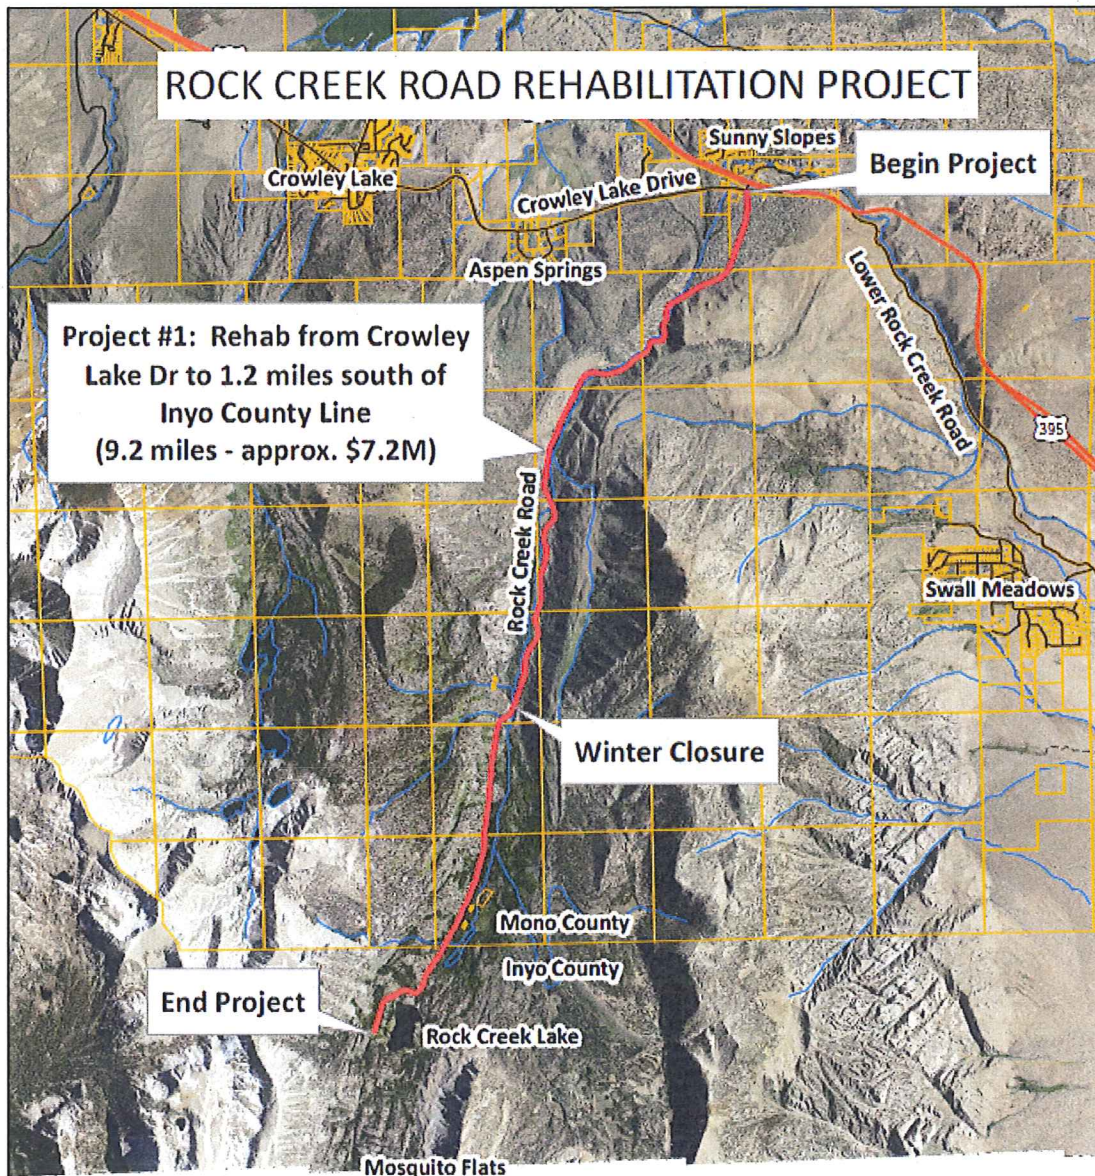 ROCK CREEK ROAD REHABILITATION PROJECT
Sunny Slopes
Begin Project
Crowley Lake
Crowley Lake Drive
Aspen Springs
Lower Rock Creek Road
Project #1: Rehab from Crowley
Lake Dr to 1.2 miles south of
Inyo County Line
(9.2 miles - approx. $7.2M)
395
Rock Creek Road
Swall Meadows
Winter Closure
Mono County
Inyo County
End Project
Rock Creek Lake
Mosquito Flats